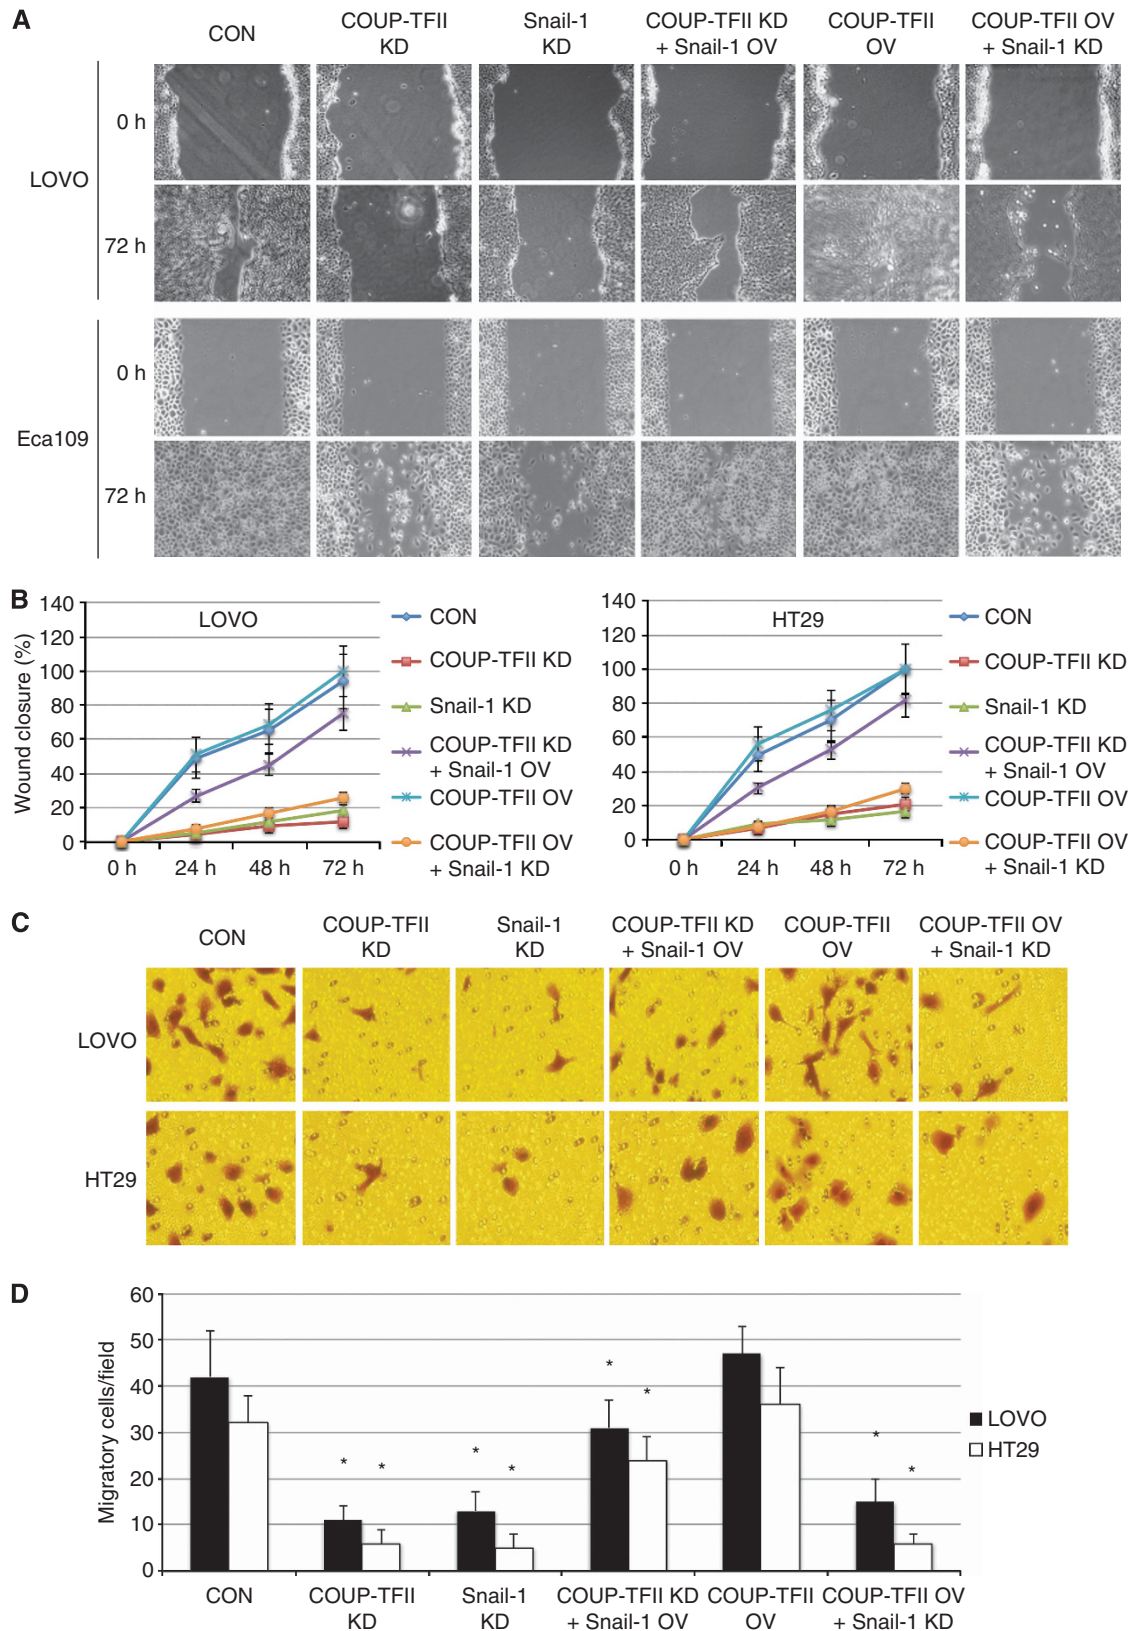 A
CON
COUP-TFII
KD
Snail-1
KD
COUP-TFII KD
+ Snail-1 OV
COUP-TFII
OV
COUP-TFII OV
+ Snail-1 KD
LOVO
0 h
72 h
Eca109
0 h
72 h
B
Wound closure (%)
140
120
100
80
60
40
20
0
LOVO
0 h 24 h 48 h 72 h
CON
COUP-TFII KD
Snail-1 KD
COUP-TFII KD
+ Snail-1 OV
COUP-TFII OV
COUP-TFII OV
+ Snail-1 KD
140
120
100
80
60
40
20
0
HT29
0 h 24 h 48 h 72 h
CON
COUP-TFII KD
Snail-1 KD
COUP-TFII KD
+ Snail-1 OV
COUP-TFII OV
COUP-TFII OV
+ Snail-1 KD
C
CON
COUP-TFII
KD
Snail-1
KD
COUP-TFII KD
+ Snail-1 OV
COUP-TFII
OV
COUP-TFII OV
+ Snail-1 KD
LOVO
HT29
D
Migratory cells/field
60
50
40
30
20
10
0
* * * * * * * *
LOVO
HT29
CON
COUP-TFII
KD
Snail-1
KD
COUP-TFII KD
+ Snail-1 OV
COUP-TFII
OV
COUP-TFII OV
+ Snail-1 KD